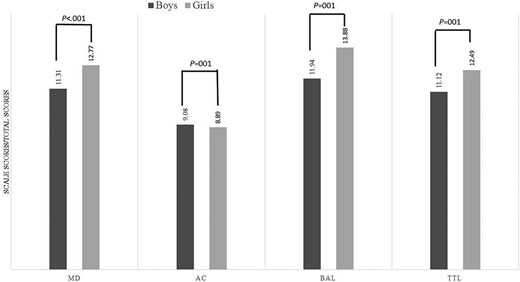 Boys Girls
P<.001
11.31
12.77
P=001
9.08
8.89
P=001
11.94
13.88
P=001
11.12
12.49
SCALE SCORES\TOTAL SCORES
MD AC BAL TTL